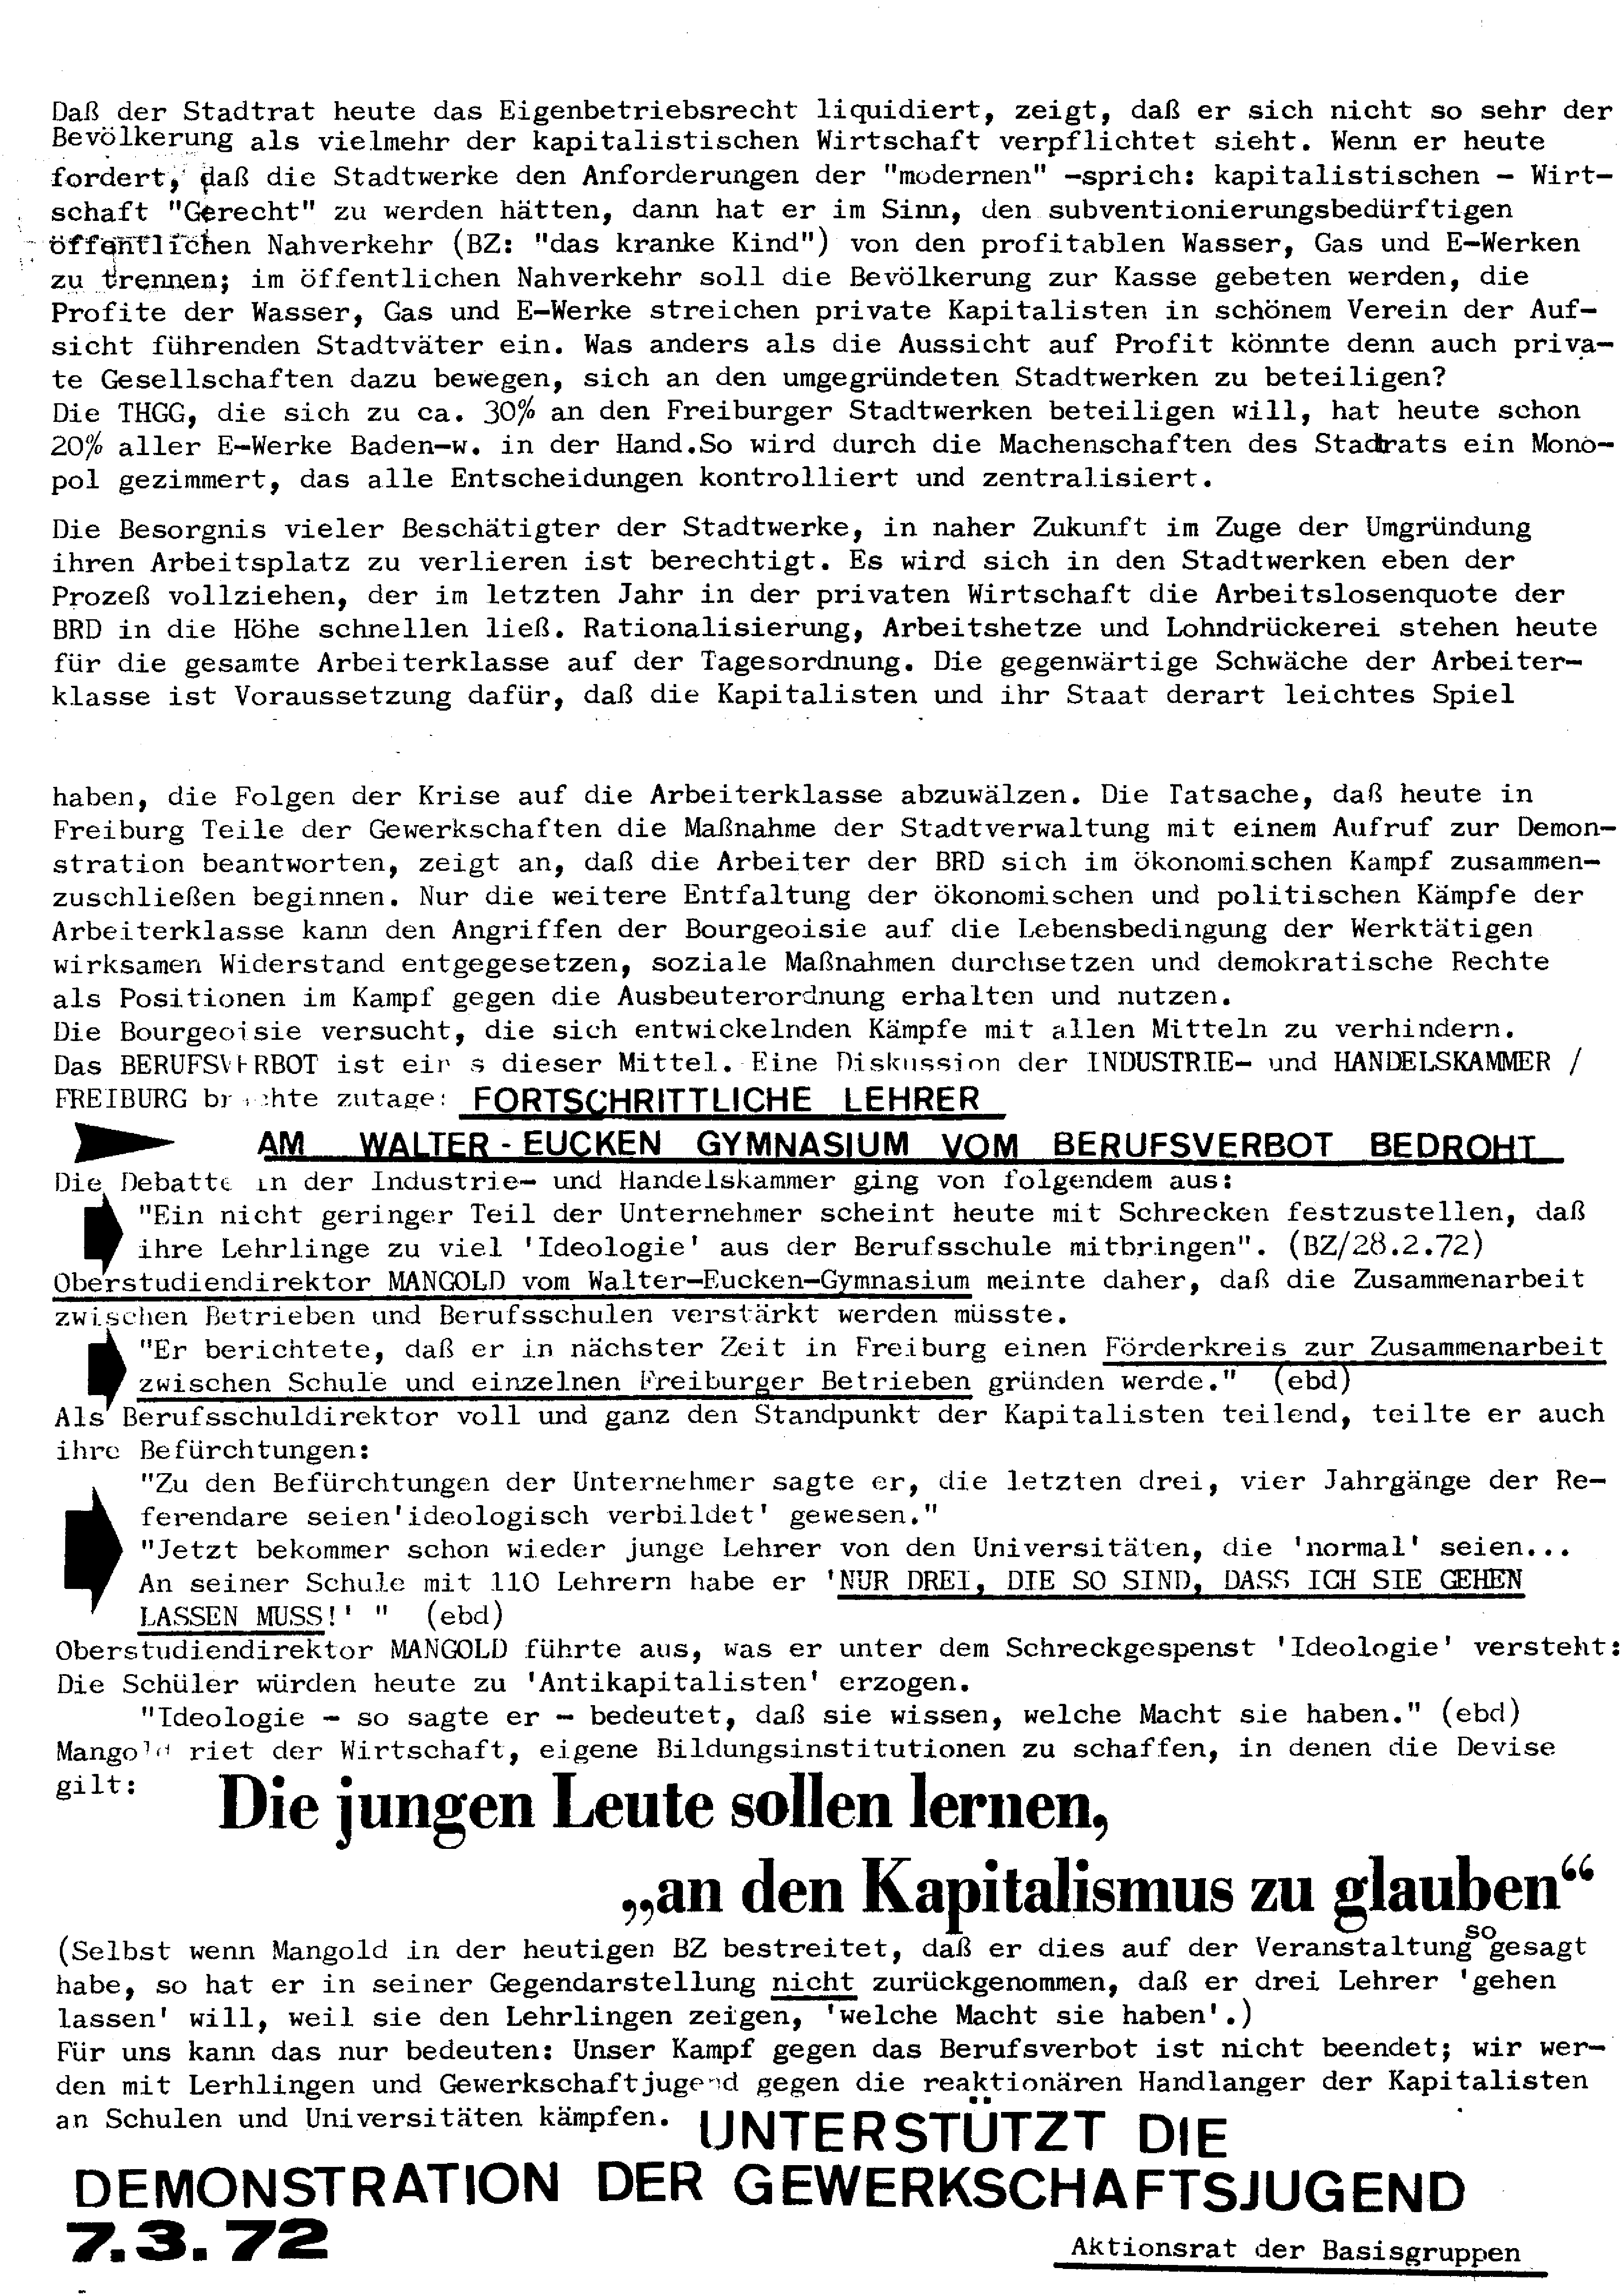 Daß der Stadtrat heute das Eigenbetriebsrecht liquidiert, zeigt, daß er sich nicht so sehr der
Bevölkerung als vielmehr der kapitalistischen Wirtschaft verpflichtet sieht. Wenn er heute
fordert, daß die Stadtwerke den Anforderungen der "modernen" -sprich: kapitalistischen - Wirt-
schaft "Gerecht" zu werden hätten, dann hat er im Sinn, den subventionierungsbedürftigen
öffentlichen Nahverkehr (BZ: "das kranke Kind") von den profitablen Wasser, Gas und E-Werken
zu trennen; im öffentlichen Nahverkehr soll die Bevölkerung zur Kasse gebeten werden, die
Profite der Wasser, Gas und E-Werke streichen private Kapitalisten in schönem Verein der Auf-
sicht führenden Stadtväter ein. Was anders als die Aussicht auf Profit könnte denn auch priva-
te Gesellschaften dazu bewegen, sich an den umgegründeten Stadtwerken zu beteiligen?
Die THGG, die sich zu ca. 30% an den Freiburger Stadtwerken beteiligen will, hat heute schon
20% aller E-Werke Baden-w. in der Hand.So wird durch die Machenschaften des Stadtrats ein Mono-
pol gezimmert, das alle Entscheidungen kontrolliert und zentralisiert.
Die Besorgnis vieler Beschätigter der Stadtwerke, in naher Zukunft im Zuge der Umgründung
ihren Arbeitsplatz zu verlieren ist berechtigt. Es wird sich in den Stadtwerken eben der
Prozeß vollziehen, der im letzten Jahr in der privaten Wirtschaft die Arbeitslosenquote der
BRD in die Höhe schnellen ließ. Rationalisierung, Arbeitshetze und Lohndrückerei stehen heute
für die gesamte Arbeiterklasse auf der Tagesordnung. Die gegenwärtige Schwäche der Arbeiter-
klasse ist Voraussetzung dafür, daß die Kapitalisten und ihr Staat derart leichtes Spiel
haben, die Folgen der Krise auf die Arbeiterklasse abzuwälzen. Die Tatsache, daß heute in
Freiburg Teile der Gewerkschaften die Maßnahme der Stadtverwaltung mit einem Aufruf zur Demon-
stration beantworten, zeigt an, daß die Arbeiter der BRD sich im ökonomischen Kampf zusammen-
zuschließen beginnen. Nur die weitere Entfaltung der ökonomischen und politischen Kämpfe der
Arbeiterklasse kann den Angriffen der Bourgeoisie auf die Lebensbedingung der Werktätigen
wirksamen Widerstand entgegesetzen, soziale Maßnahmen durchsetzen und demokratische Rechte
als Positionen im Kampf gegen die Ausbeuterordnung erhalten und nutzen.
Die Bourgeoisie versucht, die sich entwickelnden Kämpfe mit allen Mitteln zu verhindern.
Das BERUFSVERBOT ist eines dieser Mittel. Eine Diskussion der INDUSTRIE- und HANDELSKAMMER /
FREIBURG brachte zutage: FORTSCHRITTLICHE LEHRER
AM WALTER-EUCKEN GYMNASIUM VOM BERUFSVERBOT BEDROHT
Die Debatte in der Industrie- und Handelskammer ging von folgendem aus:
"Ein nicht geringer Teil der Unternehmer scheint heute mit Schrecken festzustellen, daß
ihre Lehrlinge zu viel 'Ideologie' aus der Berufsschule mitbringen". (BZ/28.2.72)
Oberstudiendirektor MANGOLD vom Walter-Eucken-Gymnasium meinte daher, daß die Zusammenarbeit
zwischen Betrieben und Berufsschulen verstärkt werden müsste.
"Er berichtete, daß er in nächster Zeit in Freiburg einen Förderkreis zur Zusammenarbeit
zwischen Schule und einzelnen Freiburger Betrieben gründen werde." (ebd)
Als Berufsschuldirektor voll und ganz den Standpunkt der Kapitalisten teilend, teilte er auch
ihre Befürchtungen:
"Zu den Befürchtungen der Unternehmer sagte er, die letzten drei, vier Jahrgänge der Re-
ferendare seien'ideologisch verbildet' gewesen."
"Jetzt bekommer schon wieder junge Lehrer von den Universitäten, die 'normal' seien...
An seiner Schule mit 110 Lehrern habe er 'NUR DREI, DIE SO SIND, DASS ICH SIE GEHEN
LASSEN MUSS!' " (ebd)
Oberstudiendirektor MANGOLD führte aus, was er unter dem Schreckgespenst 'Ideologie' versteht:
Die Schüler würden heute zu 'Antikapitalisten' erzogen.
"Ideologie - so sagte er - bedeutet, daß sie wissen, welche Macht sie haben." (ebd)
Mangold riet der Wirtschaft, eigene Bildungsinstitutionen zu schaffen, in denen die Devise
gilt: Die jungen Leute sollen lernen,
„an den Kapitalismus zu glauben“
(Selbst wenn Mangold in der heutigen BZ bestreitet, daß er dies auf der Veranstaltung so gesagt
habe, so hat er in seiner Gegendarstellung nicht zurückgenommen, daß er drei Lehrer 'gehen
lassen' will, weil sie den Lehrlingen zeigen, 'welche Macht sie haben'.)
Für uns kann das nur bedeuten: Unser Kampf gegen das Berufsverbot ist nicht beendet; wir wer-
den mit Lerhlingen und Gewerkschaftjugend gegen die reaktionären Handlanger der Kapitalisten
an Schulen und Universitäten kämpfen. UNTERSTÜTZT DIE
DEMONSTRATION DER GEWERKSCHAFTSJUGEND
7.3.72
Aktionsrat der Basisgruppen